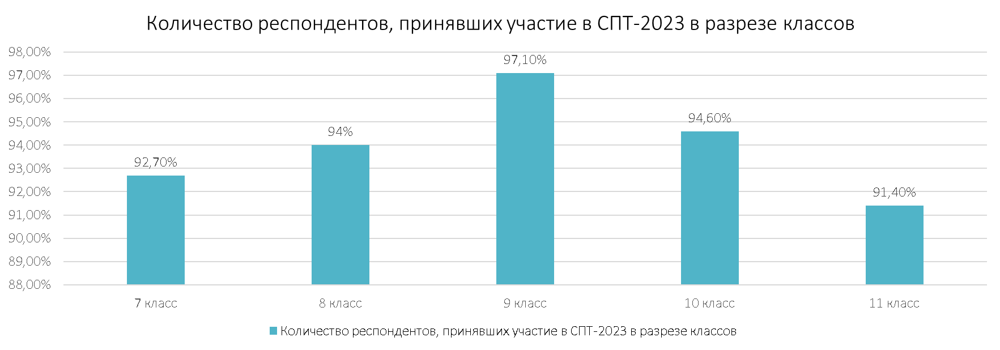 Количество респондентов, принявших участие в СПТ-2023 в разрезе классов
98,00%
97,00%
96,00%
95,00%
94,00%
93,00%
92,00%
91,00%
90,00%
89,00%
88,00%
92,70%
94%
97,10%
94,60%
91,40%
7 класс
8 класс
9 класс
10 класс
11 класс
Количество респондентов, принявших участие в СПТ-2023 в разрезе классов